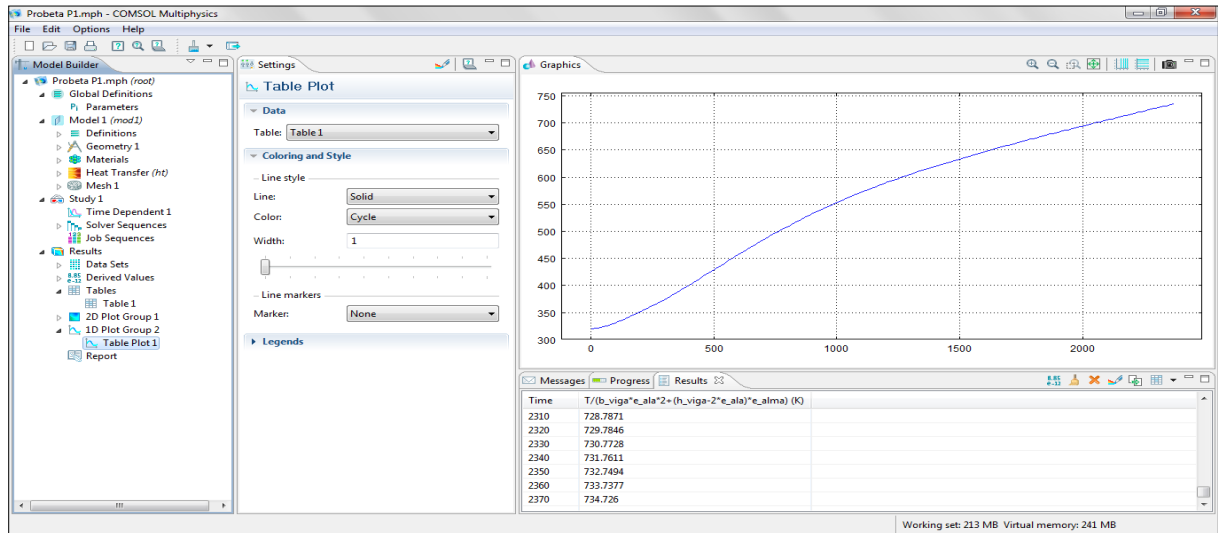 Probeta P1.mph - COMSOL Multiphysics
File Edit Options Help
Model Builder
Probeta P1.mph (root)
Global Definitions
Pi Parameters
Model 1 (mod1)
Definitions
Geometry 1
Materials
Heat Transfer (ht)
Mesh 1
Study 1
Time Dependent 1
Solver Sequences
Job Sequences
Results
Data Sets
8.85
e-12 Derived Values
Tables
Table 1
2D Plot Group 1
1D Plot Group 2
Table Plot 1
Report
Settings
Table Plot
Data
Table: Table 1
Coloring and Style
Line style
Line: Solid
Color: Cycle
Width: 1
Line markers
Marker: None
Legends
Graphics
750
700
650
600
550
500
450
400
350
300
0 500 1000 1500 2000
Messages Progress Results
8.85
e-12
Time T/(b_viga*e_ala*2+(h_viga-2*e_ala)*e_alma) (K)
2310 728.7871
2320 729.7846
2330 730.7728
2340 731.7611
2350 732.7494
2360 733.7377
2370 734.726
Working set: 213 MB Virtual memory: 241 MB